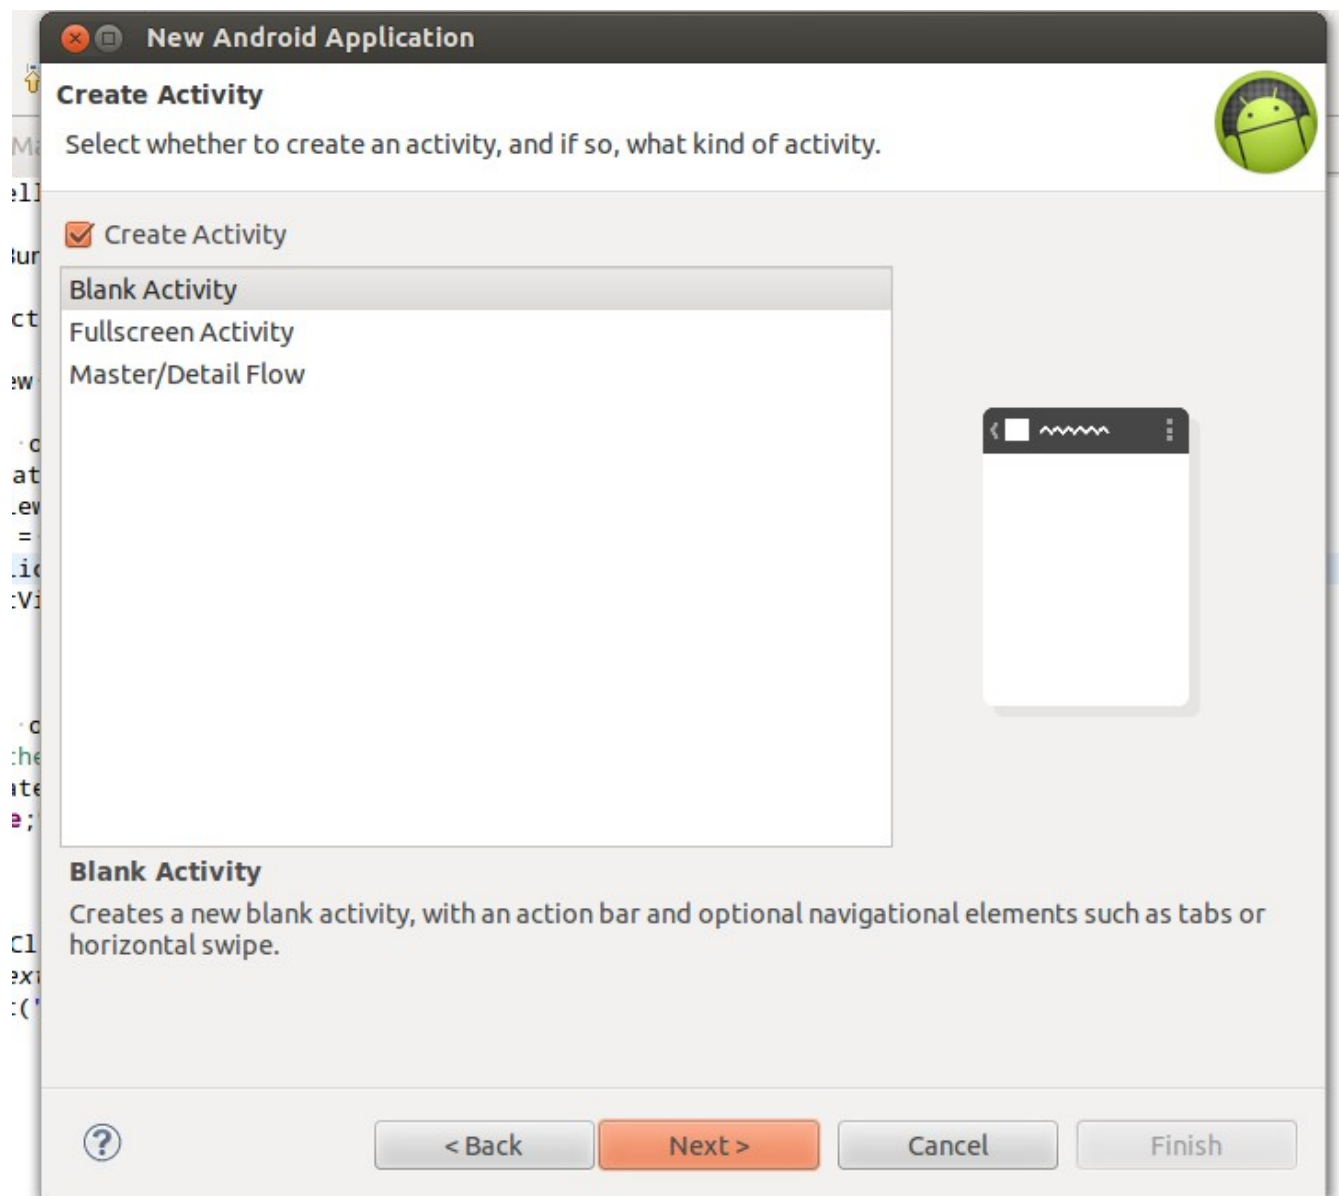 New Android Application
Create Activity
Select whether to create an activity, and if so, what kind of activity.
Create Activity
Blank Activity
Fullscreen Activity
Master/Detail Flow
Blank Activity
Creates a new blank activity, with an action bar and optional navigational elements such as tabs or
horizontal swipe.
< Back
Next >
Cancel
Finish